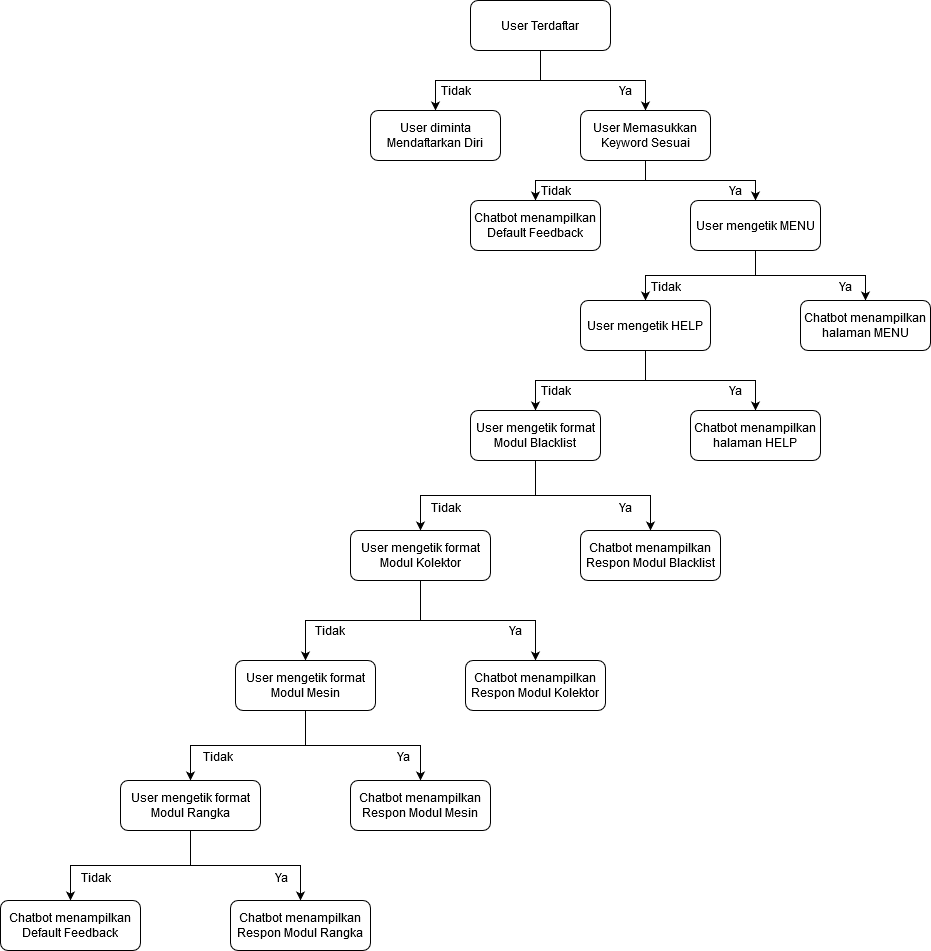 User Terdaftar
Tidak
Ya
User diminta
Mendaftarkan Diri
User Memasukkan
Keyword Sesuai
Tidak
Ya
Chatbot menampilkan
Default Feedback
User mengetik MENU
Tidak
Ya
User mengetik HELP
Chatbot menampilkan
halaman MENU
Tidak
Ya
User mengetik format
Modul Blacklist
Chatbot menampilkan
halaman HELP
Tidak
Ya
User mengetik format
Modul Kolektor
Chatbot menampilkan
Respon Modul Blacklist
Tidak
Ya
User mengetik format
Modul Mesin
Chatbot menampilkan
Respon Modul Kolektor
Tidak
Ya
User mengetik format
Modul Rangka
Chatbot menampilkan
Respon Modul Mesin
Tidak
Ya
Chatbot menampilkan
Default Feedback
Chatbot menampilkan
Respon Modul Rangka